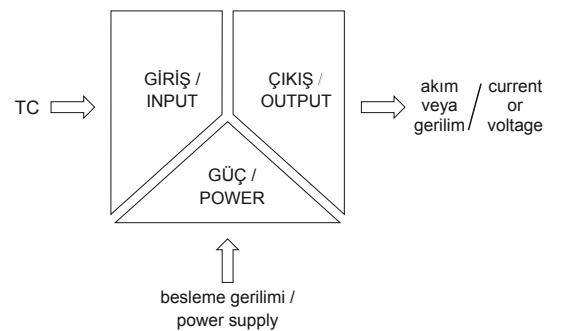 GİRİŞ /
INPUT
ÇIKIŞ /
OUTPUT
TC
akım
veya
gerilim
/
current
or
voltage
GÜÇ /
POWER
besleme gerilimi /
power supply